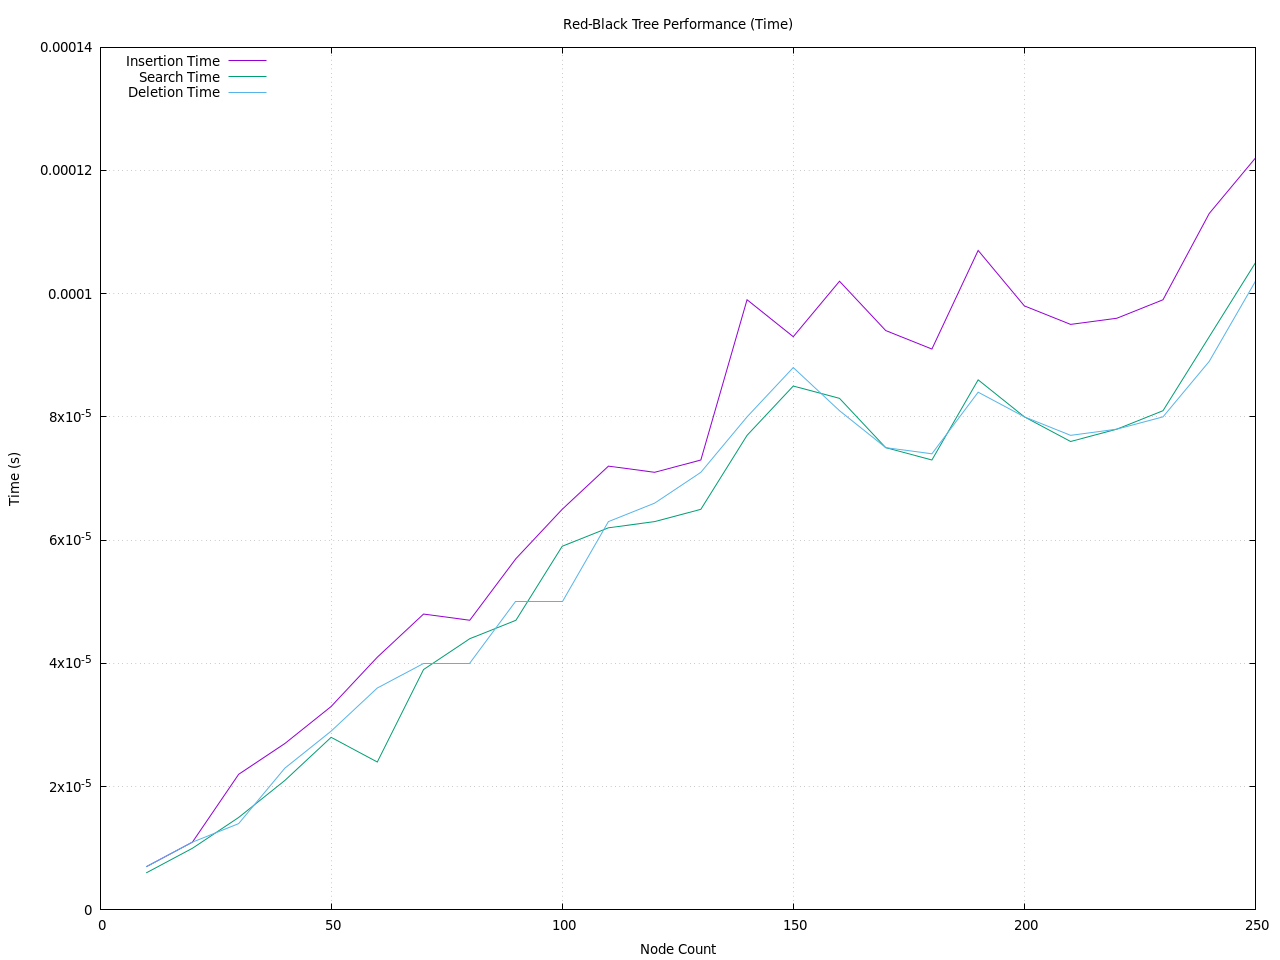 Red-Black Tree Performance (Time)
0.00014
Insertion Time
Search Time
Deletion Time
0.00012
0.0001
8x10⁻⁵
6x10⁻⁵
4x10⁻⁵
2x10⁻⁵
0
Time (s)
0 50 100 150 200 250
Node Count